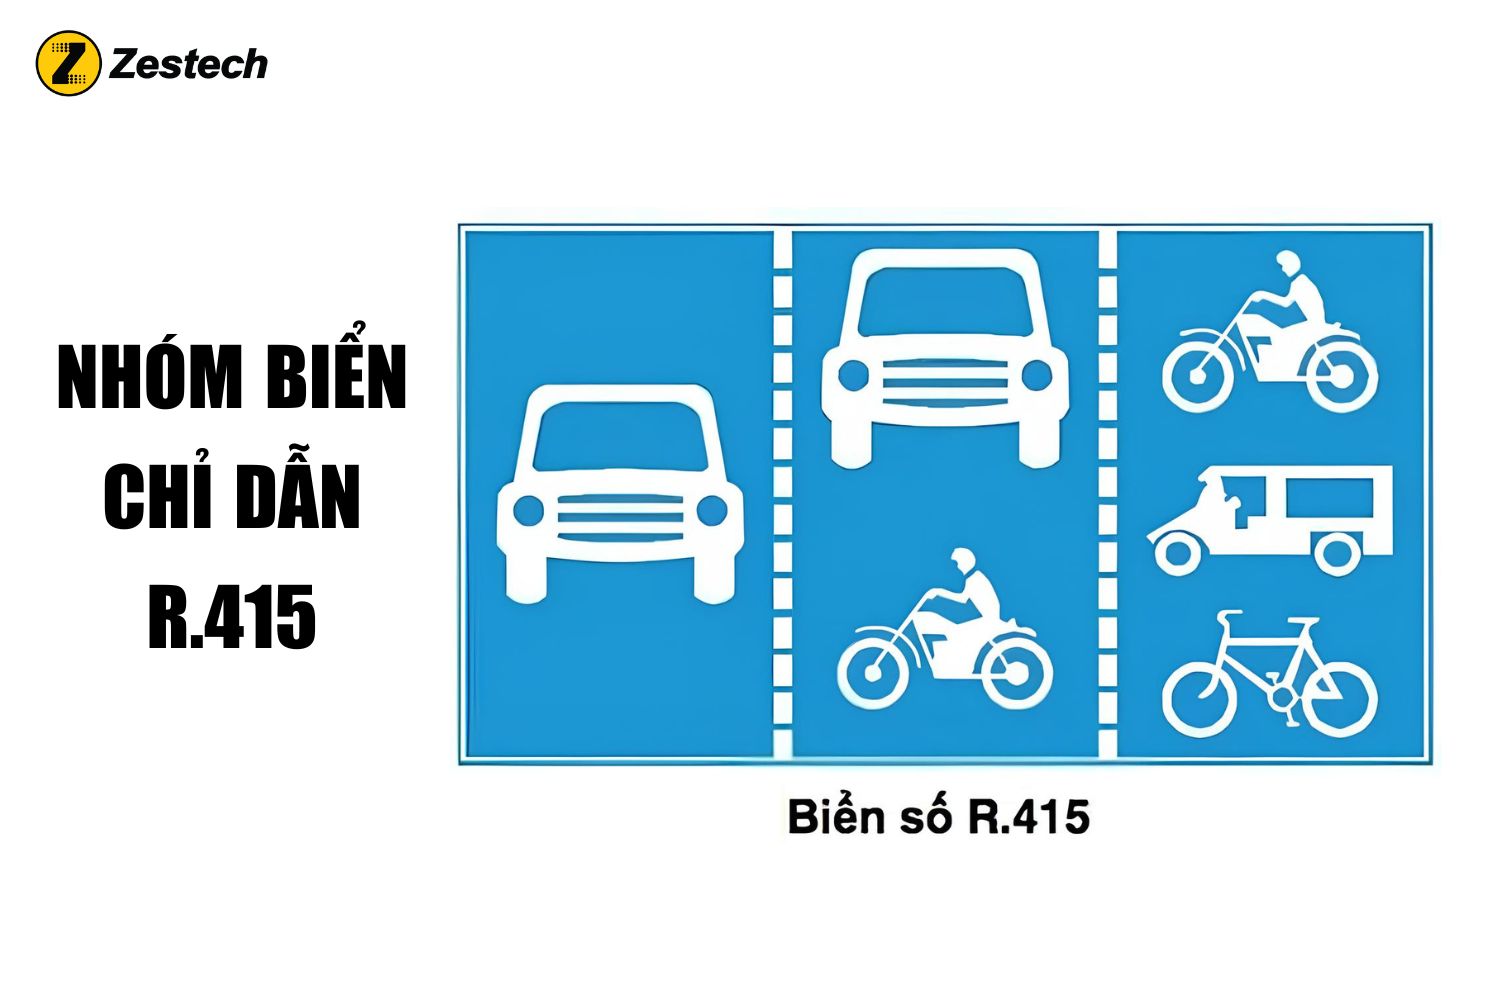 Zestech
NHÓM BIỂN
CHỈ DẪN
R.415
Biển số R.415